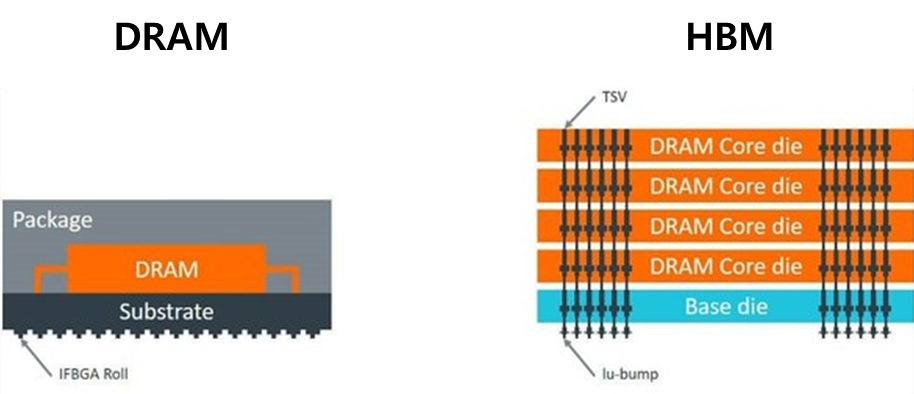 DRAM
Package
DRAM
Substrate
IFBGA Roll
HBM
TSV
DRAM Core die
DRAM Core die
DRAM Core die
DRAM Core die
Base die
lu-bump